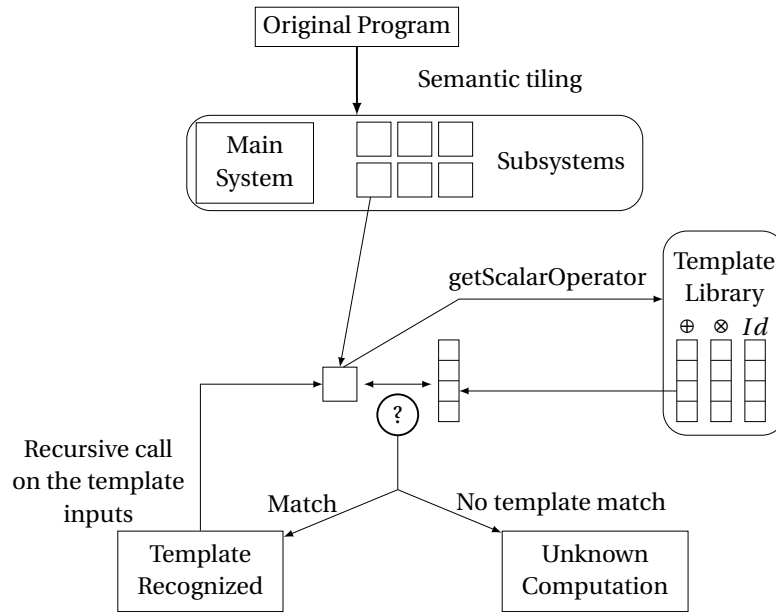 Original Program
Semantic tiling
Main
System
Subsystems
getScalarOperator
Template
Library
⊕ ⊗ Id
?
Recursive call
on the template
inputs
Match
No template match
Template
Recognized
Unknown
Computation